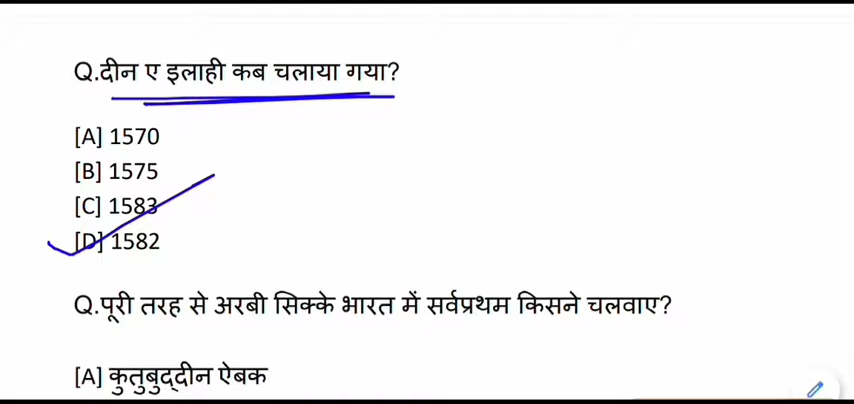 Q.दीन ए इलाही कब चलाया गया?
[A] 1570
[B] 1575
[C] 1583
[D] 1582
Q.पूरी तरह से अरबी सिक्के भारत में सर्वप्रथम किसने चलवाए?
[A] कुतुबुद्दीन ऐबक